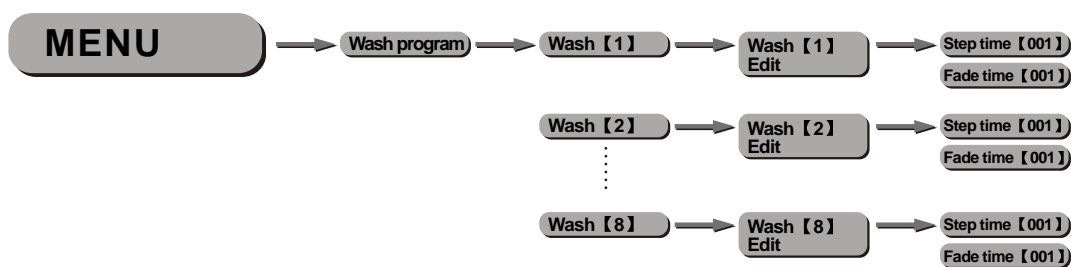 MENU
Wash program
Wash【1】
Wash【1】
Edit
Step time【001】
Fade time【001】
Wash【2】
Wash【2】
Edit
Step time【001】
Fade time【001】
Wash【8】
Wash【8】
Edit
Step time【001】
Fade time【001】